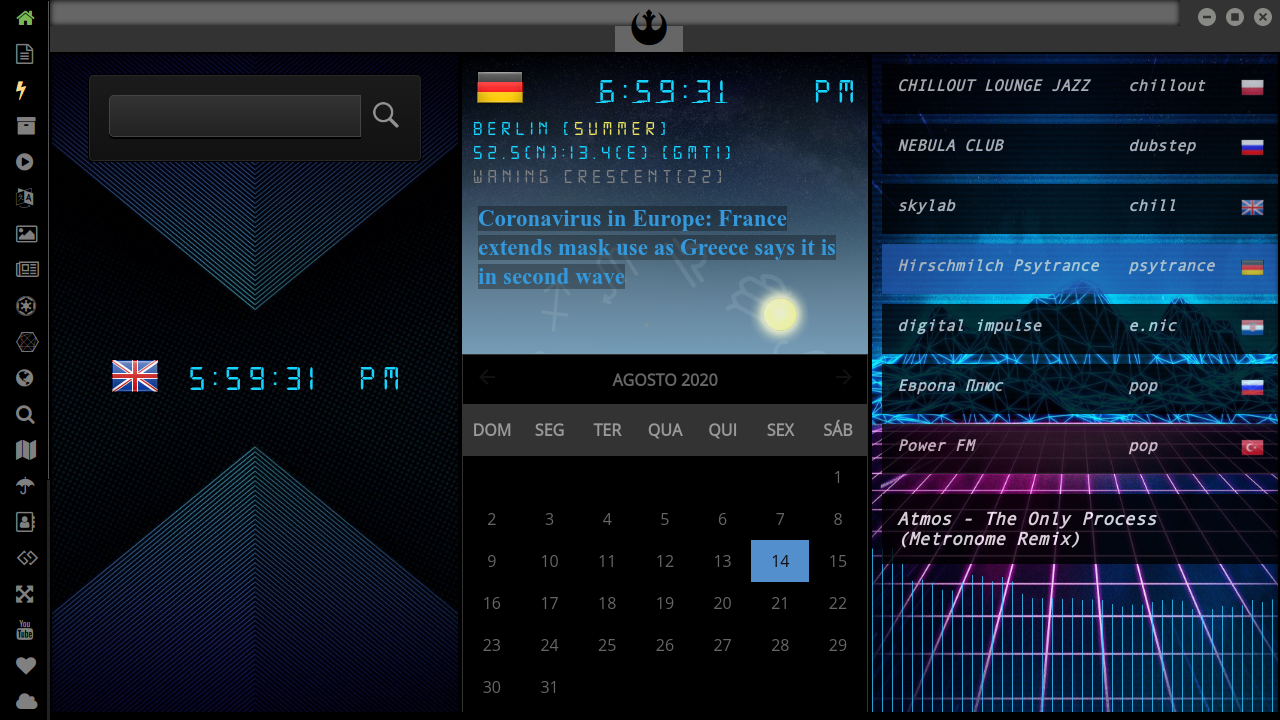 5:59:31 PM
6:59:31 PM
BERLIN (SUMMER)
52.5(N):13.4(E) (GMT1)
WANING CRESCENT(22)
Coronavirus in Europe: France
extends mask use as Greece says it is
in second wave
AGOSTO 2020
DOM SEG TER QUA QUI SEX SÁB
1
2 3 4 5 6 7 8
9 10 11 12 13 14 15
16 17 18 19 20 21 22
23 24 25 26 27 28 29
30 31
CHILLOUT LOUNGE JAZZ chillout
NEBULA CLUB dubstep
skylab chill
Hirschmilch Psytrance psytrance
digital impulse e.nic
Европа Плюс pop
Power FM pop
Atmos - The Only Process
(Metronome Remix)
You
Tube